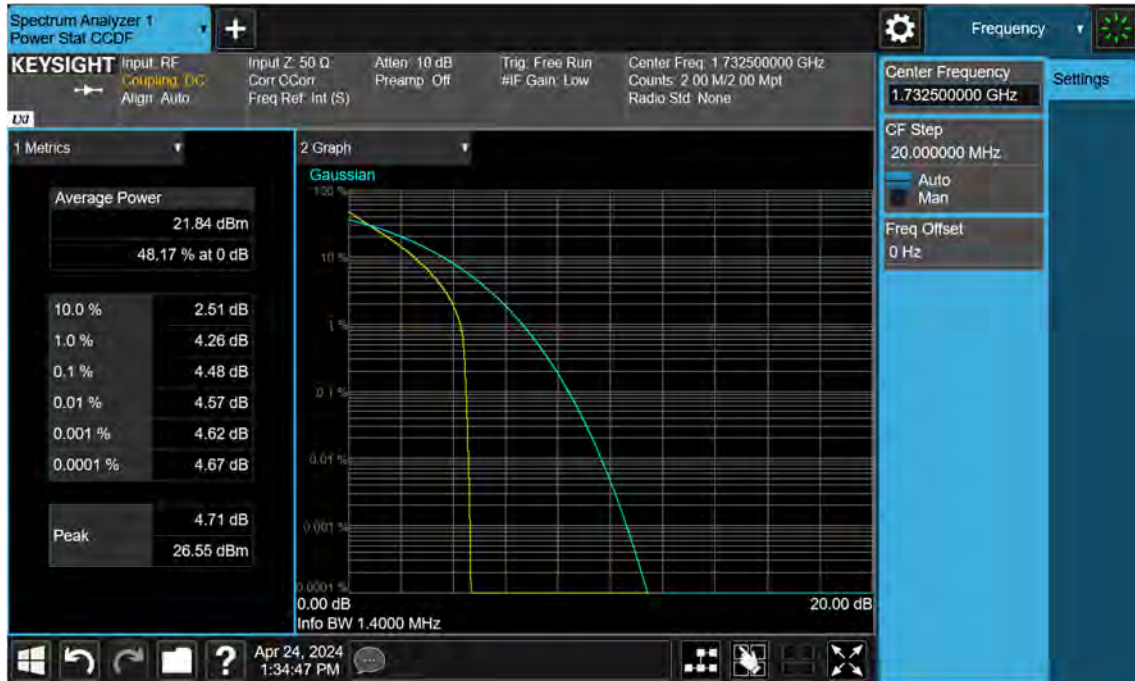 Spectrum Analyzer 1
Power Stat CCDF
Frequency
KEYSIGHT
Input: RF
Coupling: DC
Align: Auto
Input Z: 50 Ω
Corr CCorr
Freq Ref: Int (S)
Atten: 10 dB
Preamp: Off
Trig: Free Run
#IF Gain: Low
Center Freq: 1.732500000 GHz
Counts: 2.00 M/2.00 Mpt
Radio Std: None
LXI
Center Frequency
1.732500000 GHz
Settings
CF Step
20.000000 MHz
Auto
Man
Freq Offset
0 Hz
1 Metrics
Average Power
21.84 dBm
48.17 % at 0 dB
10.0 % 2.51 dB
1.0 % 4.26 dB
0.1 % 4.48 dB
0.01 % 4.57 dB
0.001 % 4.62 dB
0.0001 % 4.67 dB
Peak
4.71 dB
26.55 dBm
2 Graph
Gaussian
100 %
10 %
1 %
0.1 %
0.01 %
0.001 %
0.0001 %
0.00 dB 20.00 dB
Info BW 1.4000 MHz
?
Apr 24, 2024
1:34:47 PM